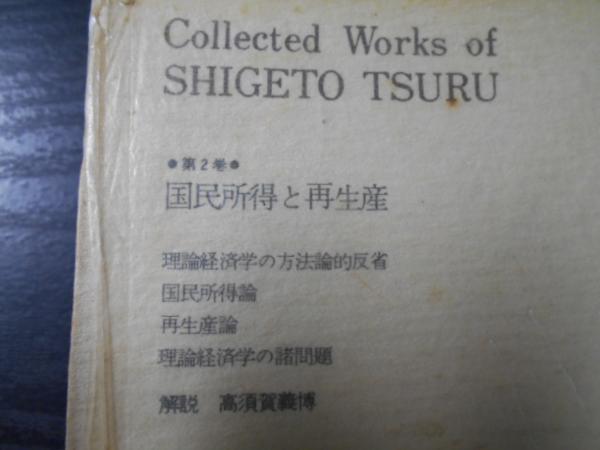 Collected Works of
SHIGETO TSURU
●第2巻●
国民所得と再生産
理論経済学の方法論的反省
国民所得論
再生産論
理論経済学の諸問題
解説 高須賀義博